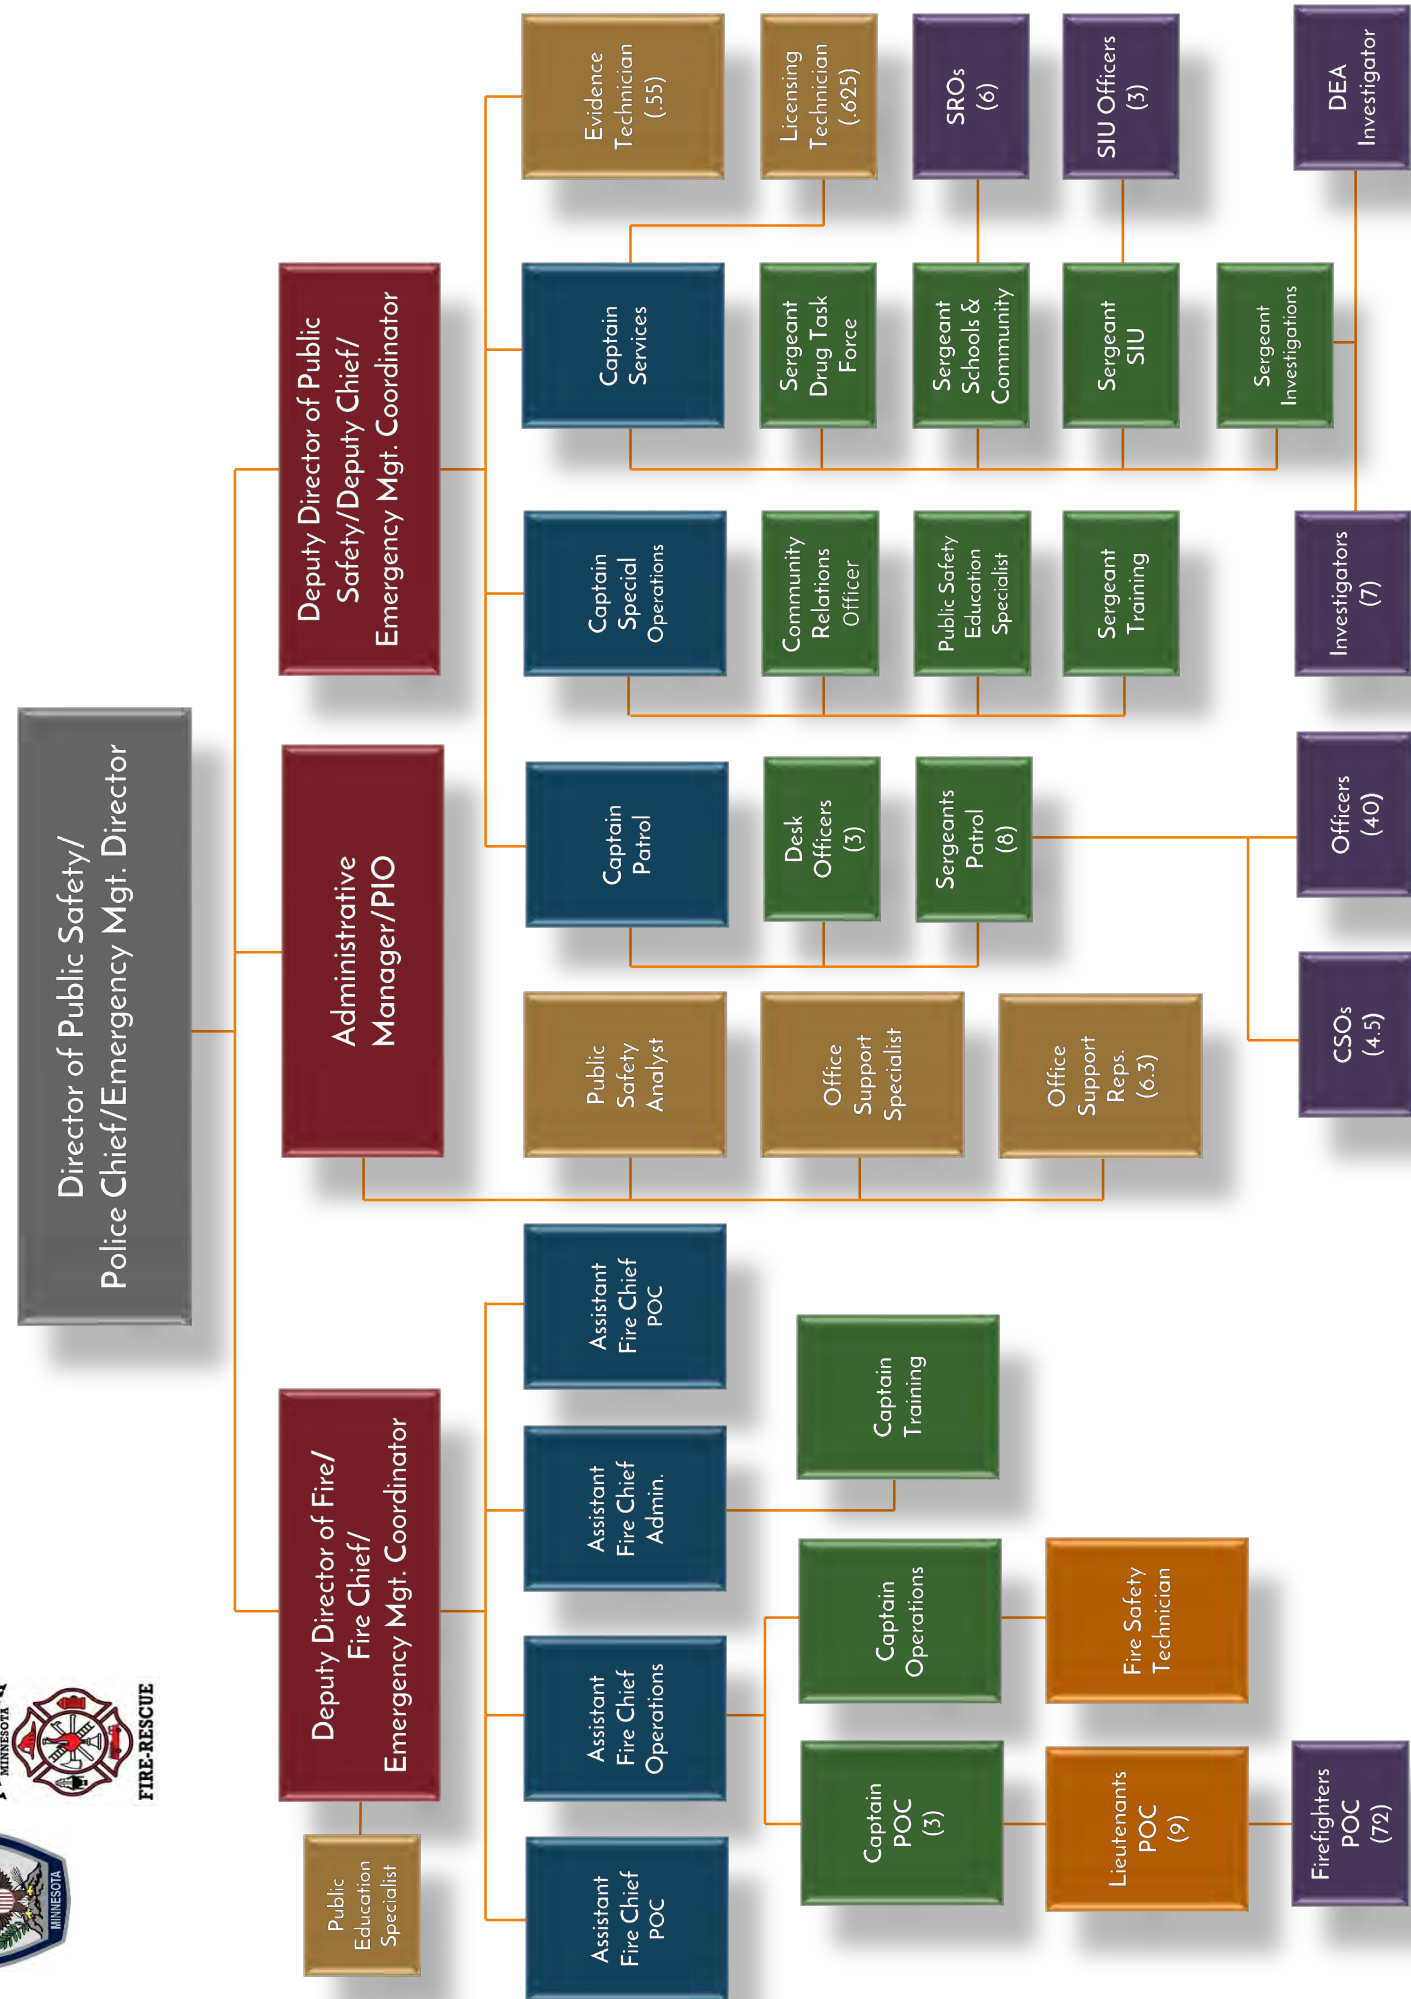 MINNESOTA
MINNESOTA
FIRE-RESCUE
Director of Public Safety/
Police Chief/Emergency Mgt. Director
Public
Education
Specialist
Deputy Director of Fire/
Fire Chief/
Emergency Mgt. Coordinator
Administrative
Manager/PIO
Deputy Director of Public
Safety/Deputy Chief/
Emergency Mgt. Coordinator
Assistant
Fire Chief
POC
Assistant
Fire Chief
Operations
Assistant
Fire Chief
Admin.
Assistant
Fire Chief
POC
Public
Safety
Analyst
Captain
Patrol
Captain
Special
Operations
Captain
Services
Evidence
Technician
(.55)
Captain
POC
(3)
Captain
Operations
Captain
Training
Office
Support
Specialist
Desk
Officers
(3)
Community
Relations
Officer
Sergeant
Drug Task
Force
Licensing
Technician
(.625)
Sergeants
Patrol
(8)
Public Safety
Education
Specialist
Sergeant
Schools &
Community
SROs
(6)
Lieutenants
POC
(9)
Fire Safety
Technician
Office
Support
Reps.
(6.3)
Sergeant
Training
Sergeant
SIU
SIU Officers
(3)
Sergeant
Investigations
Firefighters
POC
(72)
CSOs
(4.5)
Officers
(40)
Investigators
(7)
DEA
Investigator